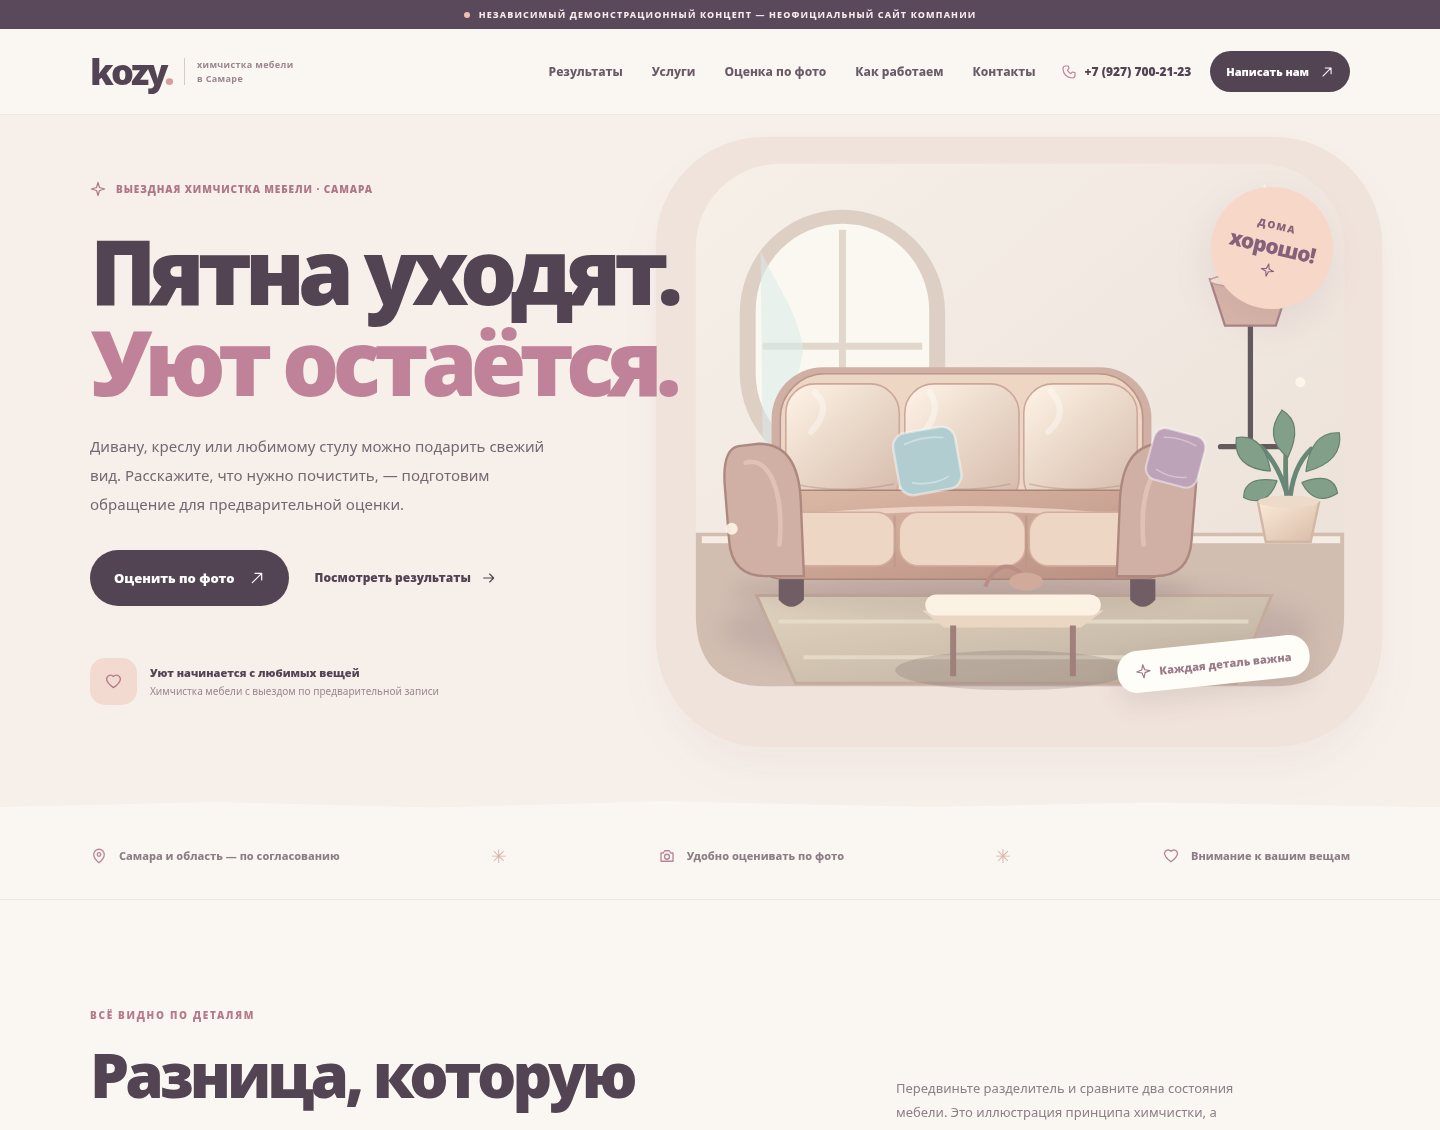 НЕЗАВИСИМЫЙ ДЕМОНСТРАЦИОННЫЙ КОНЦЕПТ — НЕОФИЦИАЛЬНЫЙ САЙТ КОМПАНИИ
kozy.
химчистка мебели
в Самаре
Результаты
Услуги
Оценка по фото
Как работаем
Контакты
+7 (927) 700-21-23
Написать нам
ВЫЕЗДНАЯ ХИМЧИСТКА МЕБЕЛИ · САМАРА
Пятна уходят.
Уют остаётся.
Дивану, креслу или любимому стулу можно подарить свежий
вид. Расскажите, что нужно почистить, — подготовим
обращение для предварительной оценки.
Оценить по фото
Посмотреть результаты
Уют начинается с любимых вещей
Химчистка мебели с выездом по предварительной записи
ДОМА
хорошо!
Каждая деталь важна
Самара и область — по согласованию
Удобно оценивать по фото
Внимание к вашим вещам
ВСЁ ВИДНО ПО ДЕТАЛЯМ
Разница, которую
Передвиньте разделитель и сравните два состояния
мебели. Это иллюстрация принципа химчистки, а